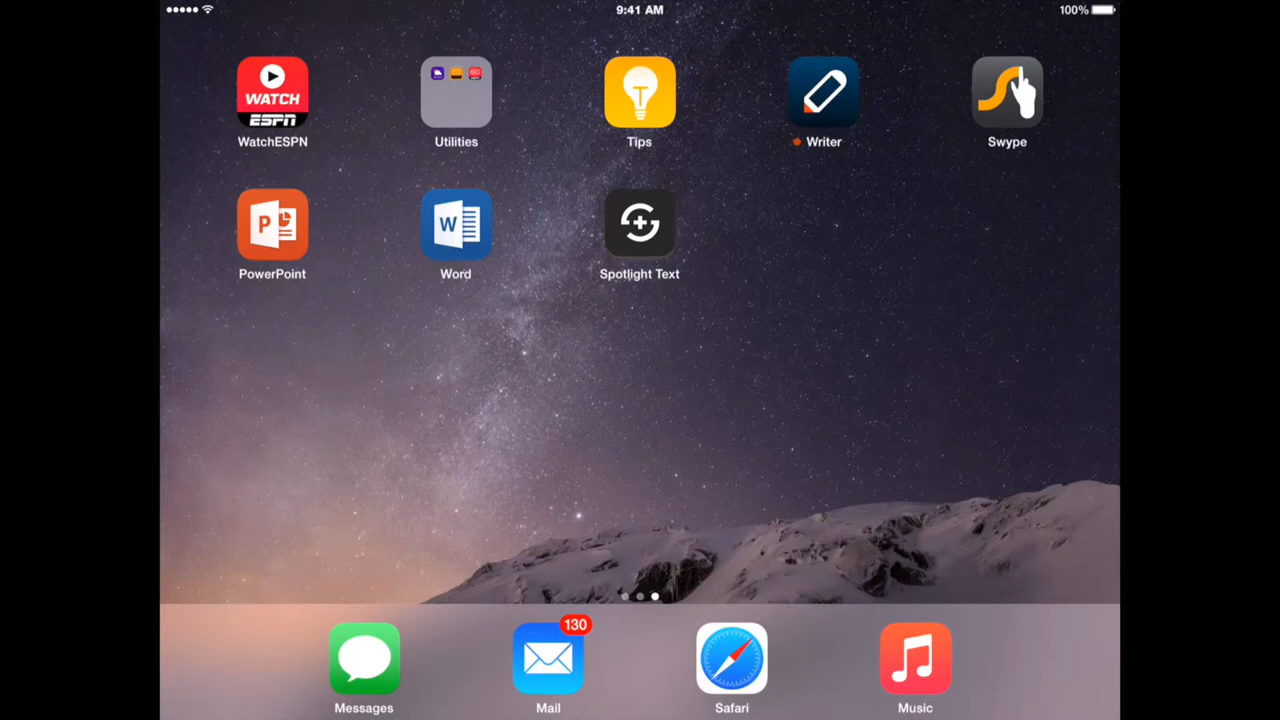 9:41 AM
100%
WATCH
ESPN
T
WatchESPN
Utilities
Tips
Writer
Swype
P
W
PowerPoint
Word
Spotlight Text
130
Messages
Mail
Safari
Music